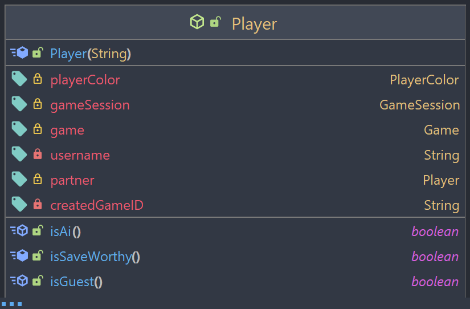 Player
Player(String)
playerColor PlayerColor
gameSession GameSession
game Game
username String
partner Player
createdGameID String
isAi() boolean
isSaveWorthy() boolean
isGuest() boolean